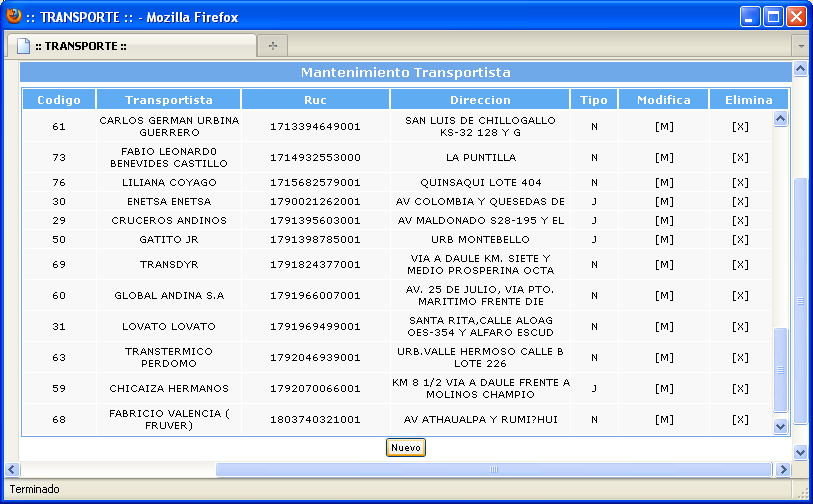 :: TRANSPORTE :: - Mozilla Firefox
:: TRANSPORTE ::
Mantenimiento Transportista
Codigo Transportista Ruc Direccion Tipo Modifica Elimina
61 CARLOS GERMAN URBINA GUERRERO 1713394649001 SAN LUIS DE CHILLOGALLO KS-32 128 Y G N [M] [X]
73 FABIO LEONARD0 BENEVIDES CASTILLO 1714932553000 LA PUNTILLA N [M] [X]
76 LILIANA COYAGO 1715682579001 QUINSAQUI LOTE 404 N [M] [X]
30 ENETSA ENETSA 1790021262001 AV COLOMBIA Y QUESEDAS DE J [M] [X]
29 CRUCEROS ANDINOS 1791395603001 AV MALDONADO S28-195 Y EL J [M] [X]
50 GATITO JR 1791398785001 URB MONTEBELLO J [M] [X]
69 TRANSDYR 1791824377001 VIA A DAULE KM. SIETE Y MEDIO PROSPERINA OCTA N [M] [X]
60 GLOBAL ANDINA S.A 1791966007001 AV. 25 DE JULIO, VIA PTO. MARITIMO FRENTE DIE N [M] [X]
31 LOVATO LOVATO 1791969499001 SANTA RITA,CALLE ALOAG OES-354 Y ALFARO ESCUD N [M] [X]
63 TRANSTERMICO PERDOMO 1792046939001 URB.VALLE HERMOSO CALLE B LOTE 226 N [M] [X]
59 CHICAIZA HERMANOS 1792070066001 KM 8 1/2 VIA A DAULE FRENTE A MOLINOS CHAMPIO J [M] [X]
68 FABRICIO VALENCIA ( FRUVER) 1803740321001 AV ATHAUALPA Y RUMI?HUI N [M] [X]
Nuevo
Terminado